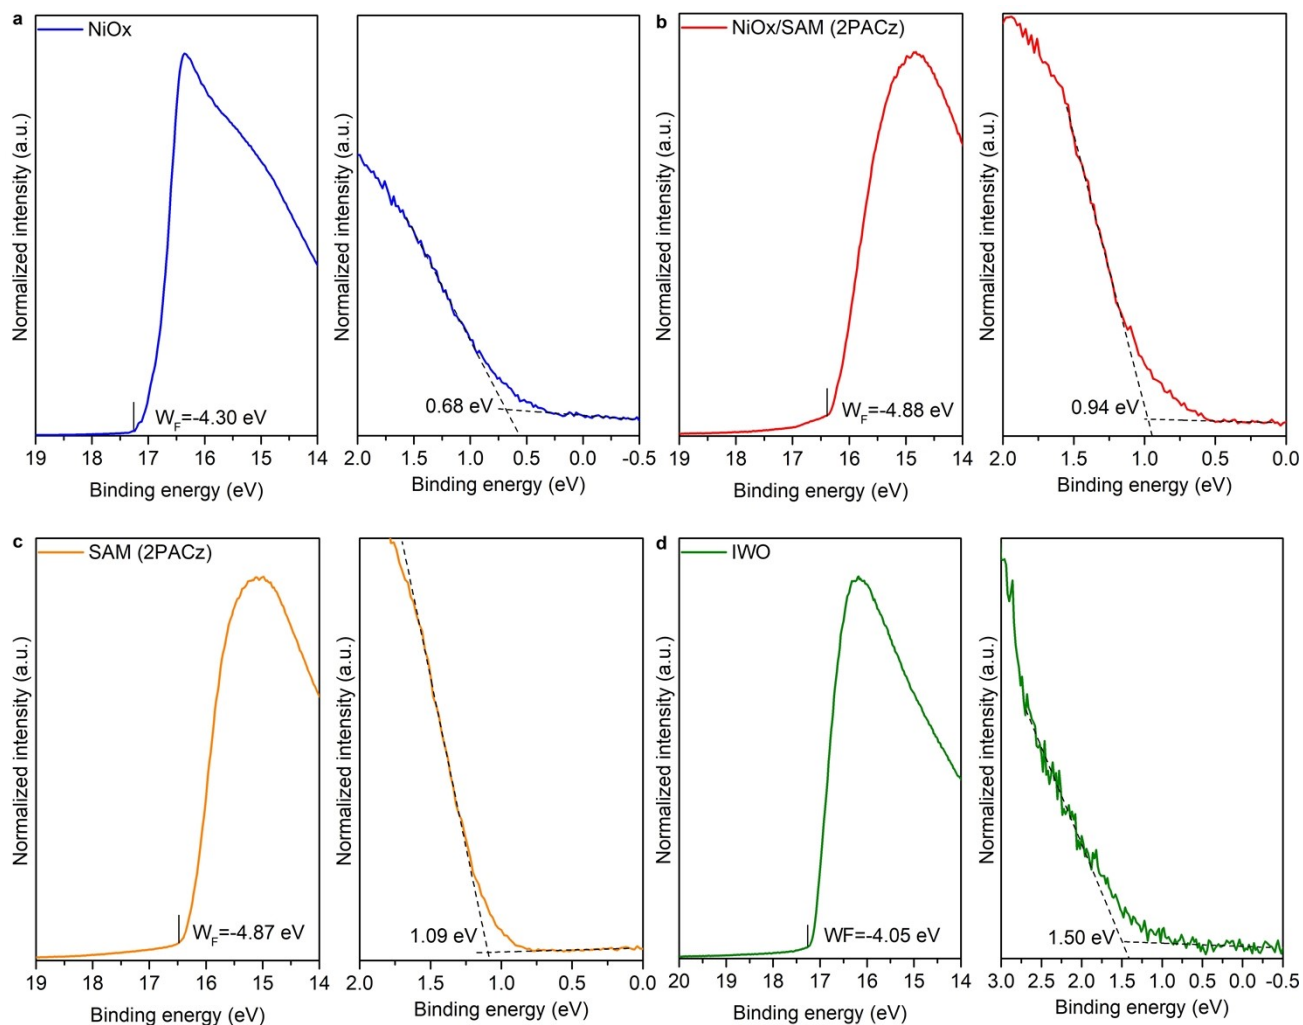 a
NiOx
Normalized intensity (a.u.)
W_F=-4.30 eV
19 18 17 16 15 14
Binding energy (eV)
Normalized intensity (a.u.)
0.68 eV
2.0 1.5 1.0 0.5 0.0 -0.5
Binding energy (eV)
b
NiOx/SAM (2PACz)
Normalized intensity (a.u.)
W_F=-4.88 eV
19 18 17 16 15 14
Binding energy (eV)
Normalized intensity (a.u.)
0.94 eV
2.0 1.5 1.0 0.5 0.0
Binding energy (eV)
c
SAM (2PACz)
Normalized intensity (a.u.)
W_F=-4.87 eV
19 18 17 16 15 14
Binding energy (eV)
Normalized intensity (a.u.)
1.09 eV
2.0 1.5 1.0 0.5 0.0
Binding energy (eV)
d
IWO
Normalized intensity (a.u.)
WF=-4.05 eV
20 19 18 17 16 15 14
Binding energy (eV)
Normalized intensity (a.u.)
1.50 eV
3.0 2.5 2.0 1.5 1.0 0.5 0.0 -0.5
Binding energy (eV)